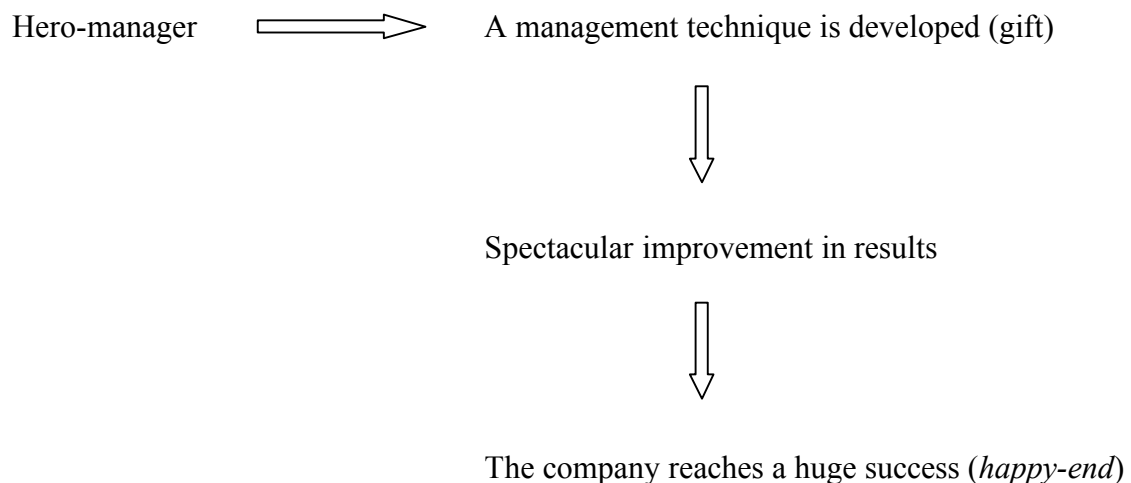 Hero-manager
A management technique is developed (gift)
Spectacular improvement in results
The company reaches a huge success (happy-end)